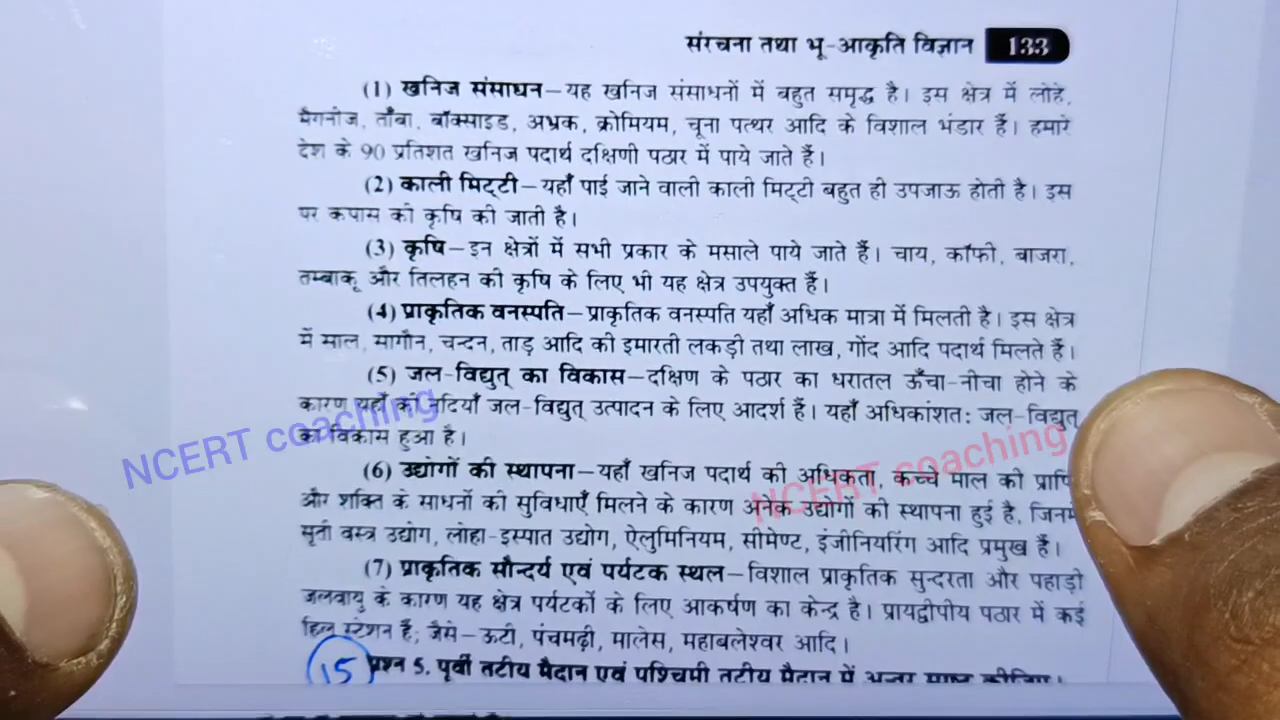 संरचना तथा भू-आकृति विज्ञान 133
(1) खनिज संसाधन—यह खनिज संसाधनों में बहुत समृद्ध है। इस क्षेत्र में लोहे,
मैगनीज, ताँबा, बॉक्साइड, अभ्रक, क्रोमियम, चूना पत्थर आदि के विशाल भंडार हैं। हमारे
देश के 90 प्रतिशत खनिज पदार्थ दक्षिणी पठार में पाये जाते हैं।
(2) काली मिट्टी—यहाँ पाई जाने वाली काली मिट्टी बहुत ही उपजाऊ होती है। इस
पर कपास की कृषि की जाती है।
(3) कृषि—इन क्षेत्रों में सभी प्रकार के मसाले पाये जाते हैं। चाय, कॉफी, बाजरा,
तम्बाकू और तिलहन की कृषि के लिए भी यह क्षेत्र उपयुक्त हैं।
(4) प्राकृतिक वनस्पति—प्राकृतिक वनस्पति यहाँ अधिक मात्रा में मिलती है। इस क्षेत्र
में माल, मागौन, चन्दन, ताड़ आदि की इमारती लकड़ी तथा लाख, गोंद आदि पदार्थ मिलते हैं।
(5) जल-विद्युत् का विकास—दक्षिण के पठार का धरातल ऊँचा-नीचा होने के
कारण यहाँ की नदियाँ जल-विद्युत् उत्पादन के लिए आदर्श हैं। यहाँ अधिकांशत: जल-विद्युत्
का विकास हुआ है।
(6) उद्योगों की स्थापना—यहाँ खनिज पदार्थ की अधिकता, कच्चे माल की
और शक्ति के साधनों की सुविधाएँ मिलने के कारण अनेक उद्योगों की स्थापना हुई है,
सूती वस्त्र उद्योग, लोहा-इस्पात उद्योग, ऐलुमिनियम, सीमेण्ट, इंजीनियरिंग आदि प्रमुख हैं।
(7) प्राकृतिक सौन्दर्य एवं पर्यटक स्थल—विशाल प्राकृतिक सुन्दरता और पहाड़ी
जलवायु के कारण यह क्षेत्र पर्यटकों के लिए आकर्षण का केन्द्र है। प्रायद्वीपीय पठार में कई
हिल स्टेशन हैं; जैसे—ऊटी, पंचमढ़ी, मालेस, महाबलेश्वर आदि।
15 प्रश्न 5. पूर्वी तटीय मैदान एवं पश्चिमी तटीय मैदान में
NCERT coaching
NCERT coaching